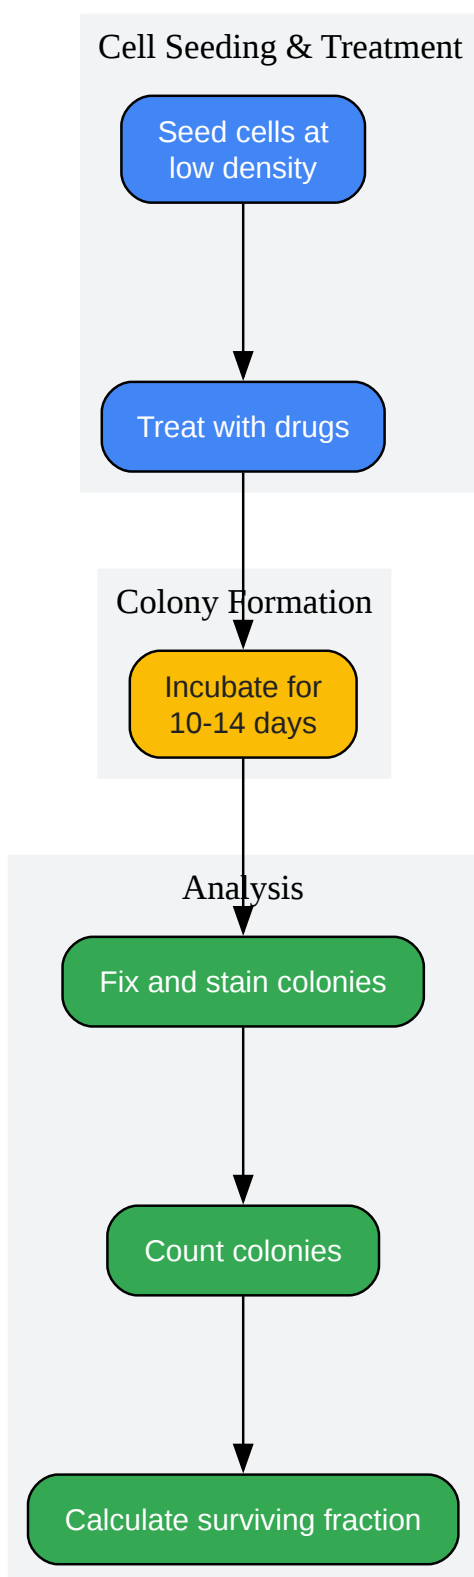 Cell Seeding & Treatment
Seed cells at
low density
Treat with drugs
Colony Formation
Incubate for
10-14 days
Analysis
Fix and stain colonies
Count colonies
Calculate surviving fraction